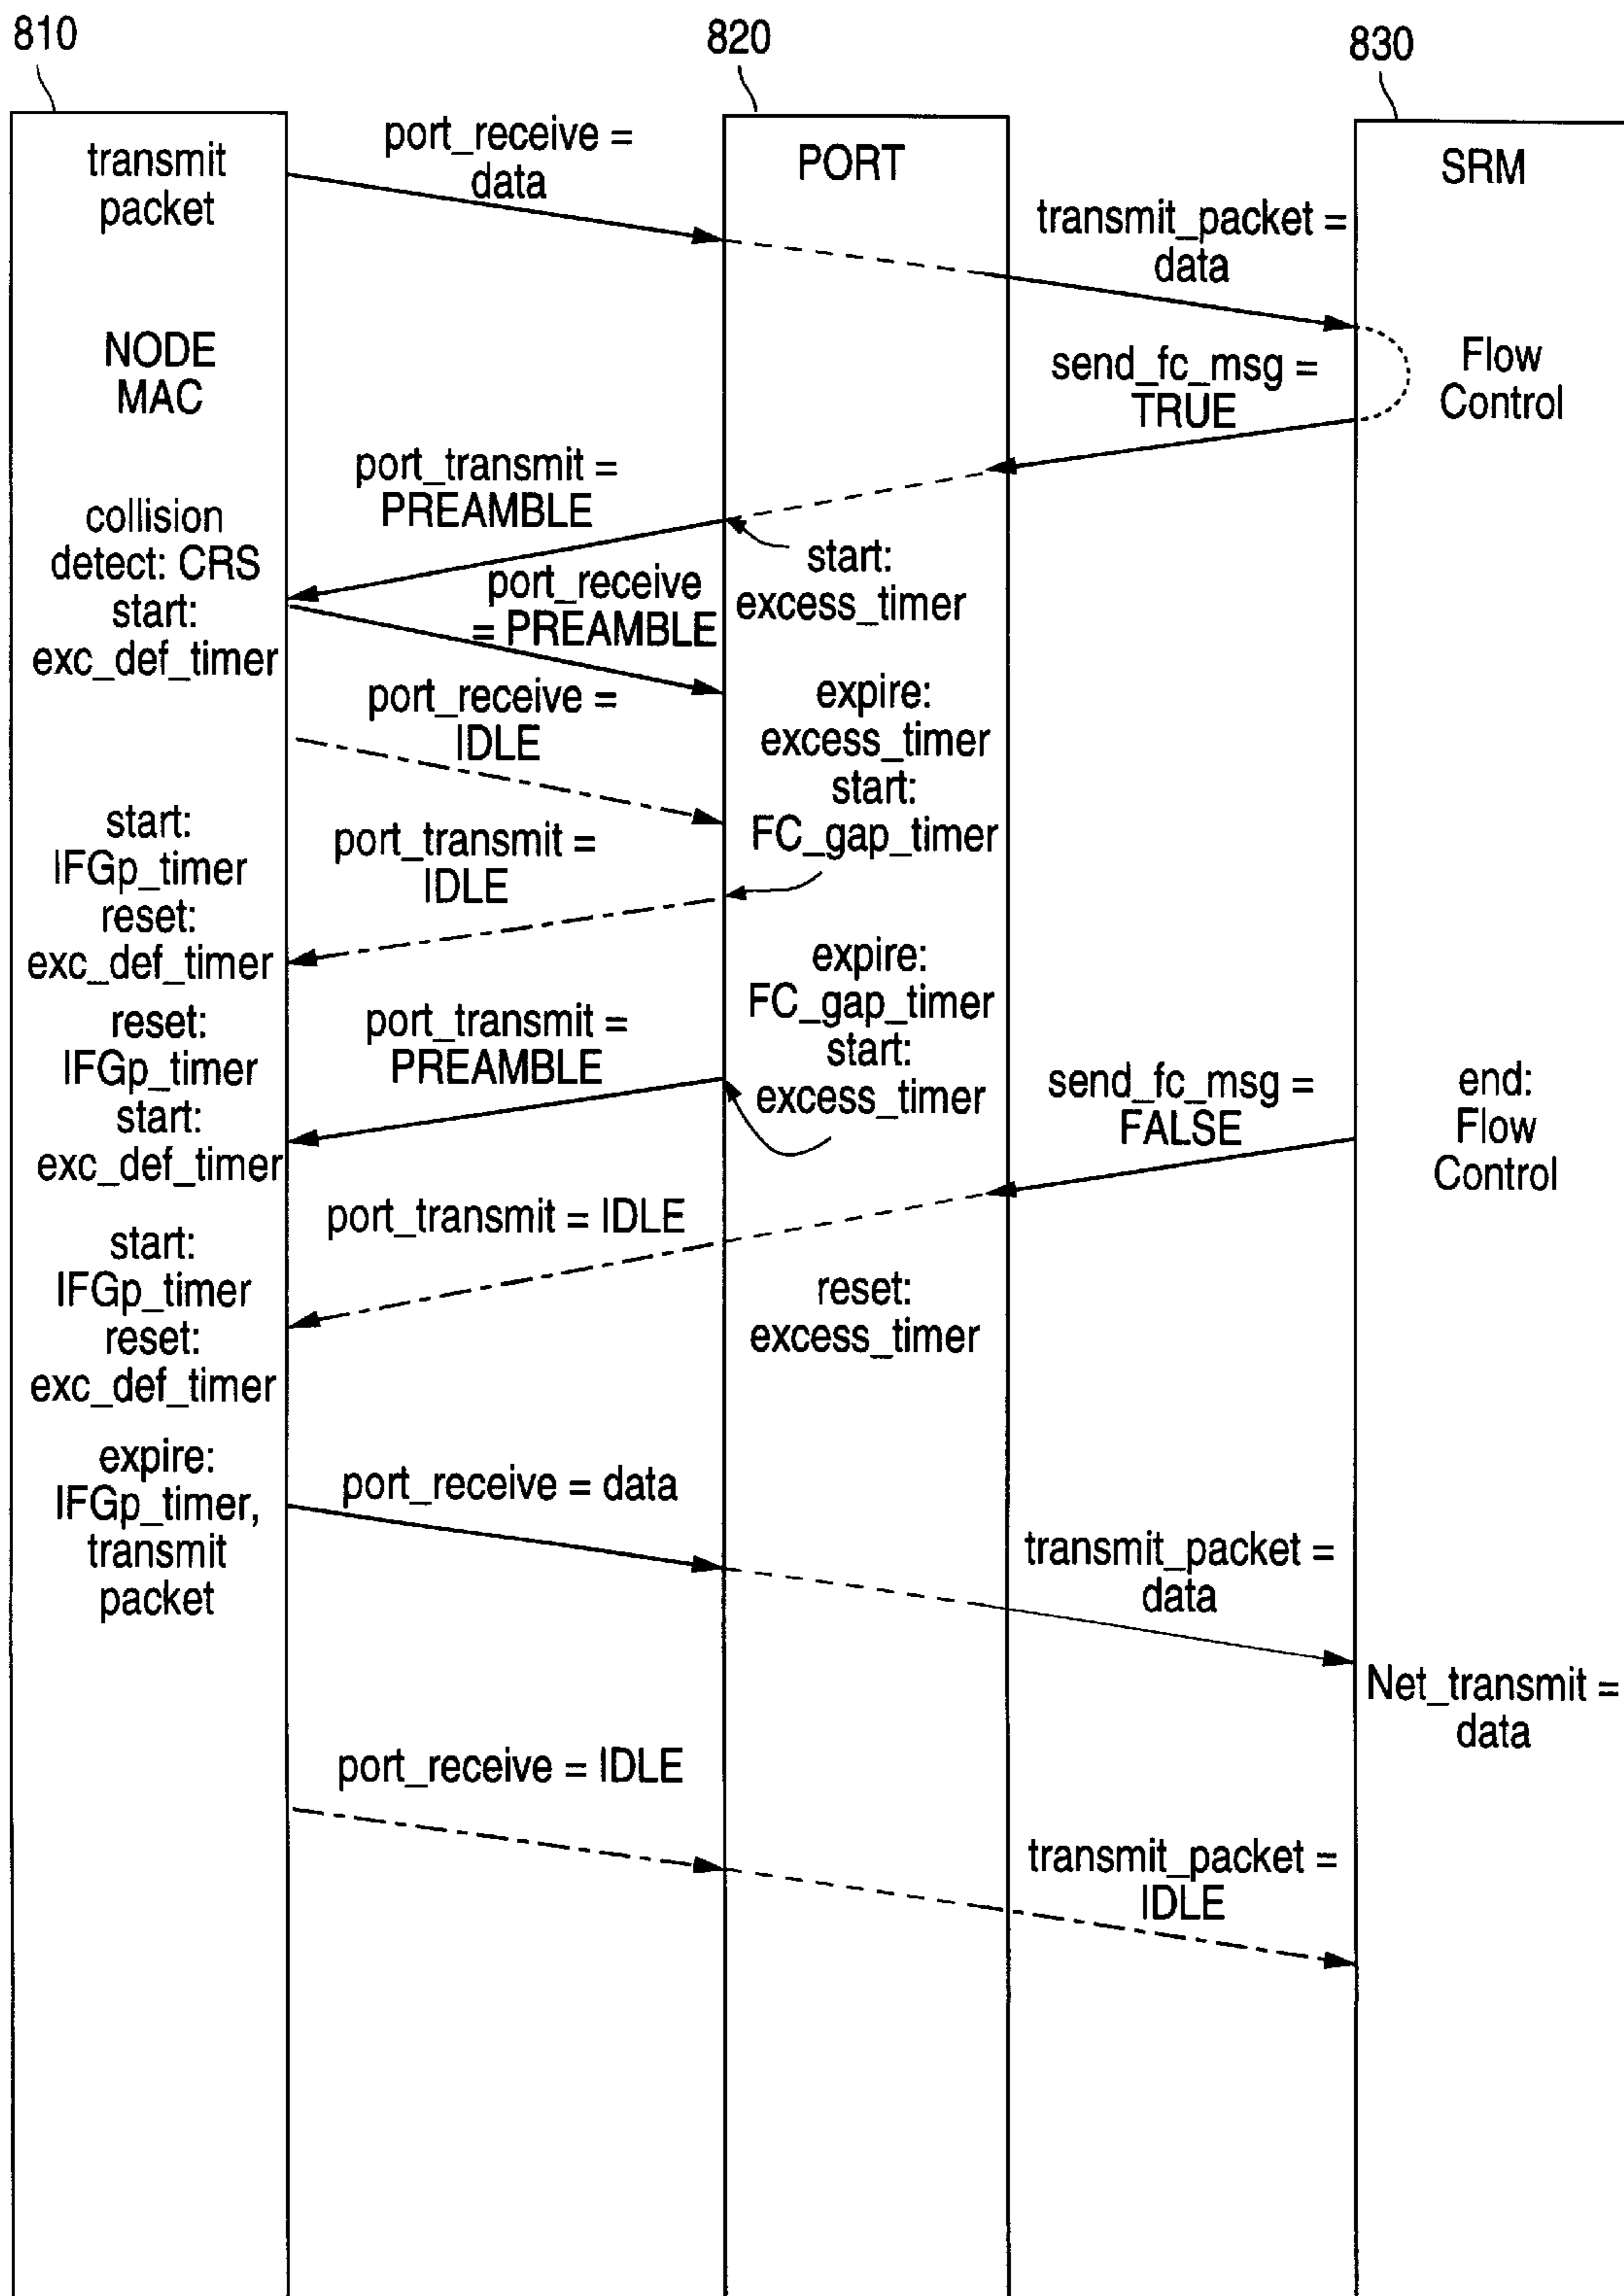 810
820
830
transmit
packet
port_receive =
data
PORT
SRM
transmit_packet =
data
NODE
MAC
send_fc_msg =
TRUE
Flow
Control
port_transmit =
PREAMBLE
collision
detect: CRS
start:
exc_def_timer
start:
excess_timer
port_receive
= PREAMBLE
port_receive =
IDLE
expire:
excess_timer
start:
FC_gap_timer
start:
IFGp_timer
reset:
exc_def_timer
port_transmit =
IDLE
expire:
FC_gap_timer
start:
excess_timer
reset:
IFGp_timer
start:
exc_def_timer
port_transmit =
PREAMBLE
send_fc_msg =
FALSE
end:
Flow
Control
port_transmit = IDLE
start:
IFGp_timer
reset:
exc_def_timer
reset:
excess_timer
expire:
IFGp_timer,
transmit
packet
port_receive = data
transmit_packet =
data
Net_transmit =
data
port_receive = IDLE
transmit_packet =
IDLE